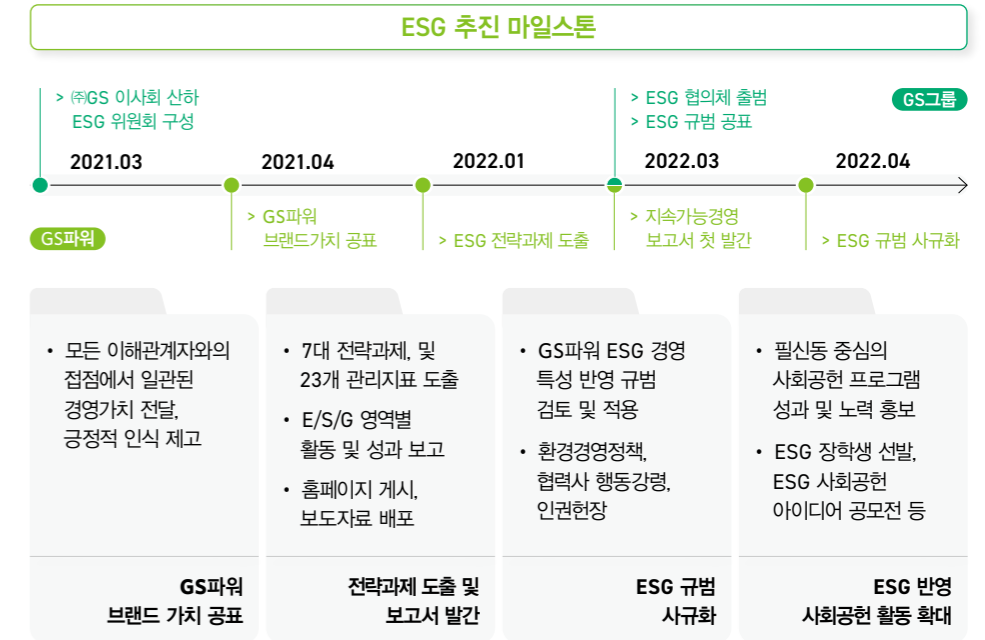 ESG 추진 마일스톤
> ㈜GS 이사회 산하
ESG 위원회 구성
> ESG 협의체 출범
> ESG 규범 공표
GS그룹
2021.03
2021.04
2022.01
2022.03
2022.04
GS파워
> GS파워
브랜드가치 공표
> ESG 전략과제 도출
> 지속가능경영
보고서 첫 발간
> ESG 규범 사규화
• 모든 이해관계자와의
접점에서 일관된
경영가치 전달,
긍정적 인식 제고
GS파워
브랜드 가치 공표
• 7대 전략과제, 및
23개 관리지표 도출
• E/S/G 영역별
활동 및 성과 보고
• 홈페이지 게시,
보도자료 배포
전략과제 도출 및
보고서 발간
• GS파워 ESG 경영
특성 반영 규범
검토 및 적용
• 환경경영정책,
협력사 행동강령,
인권헌장
ESG 규범
사규화
• 필신동 중심의
사회공헌 프로그램
성과 및 노력 홍보
• ESG 장학생 선발,
ESG 사회공헌
아이디어 공모전 등
ESG 반영
사회공헌 활동 확대